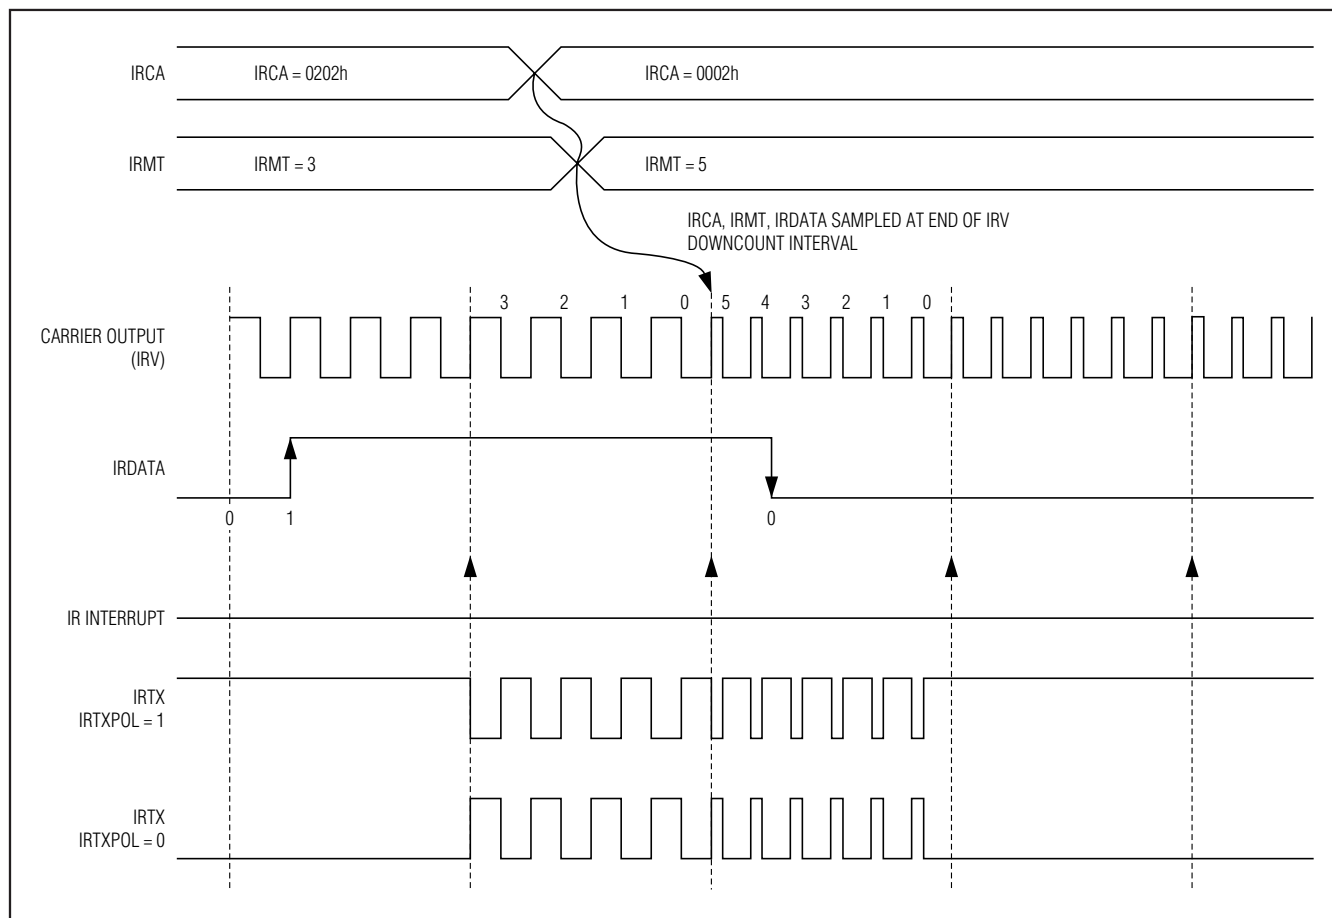 IRCA
IRCA = 0202h
IRCA = 0002h
IRMT
IRMT = 3
IRMT = 5
IRCA, IRMT, IRDATA SAMPLED AT END OF IRV
DOWNCOUNT INTERVAL
3 2 1 0 5 4 3 2 1 0
CARRIER OUTPUT
(IRV)
IRDATA
0 1 0
IR INTERRUPT
IRTX
IRTXPOL = 1
IRTX
IRTXPOL = 0